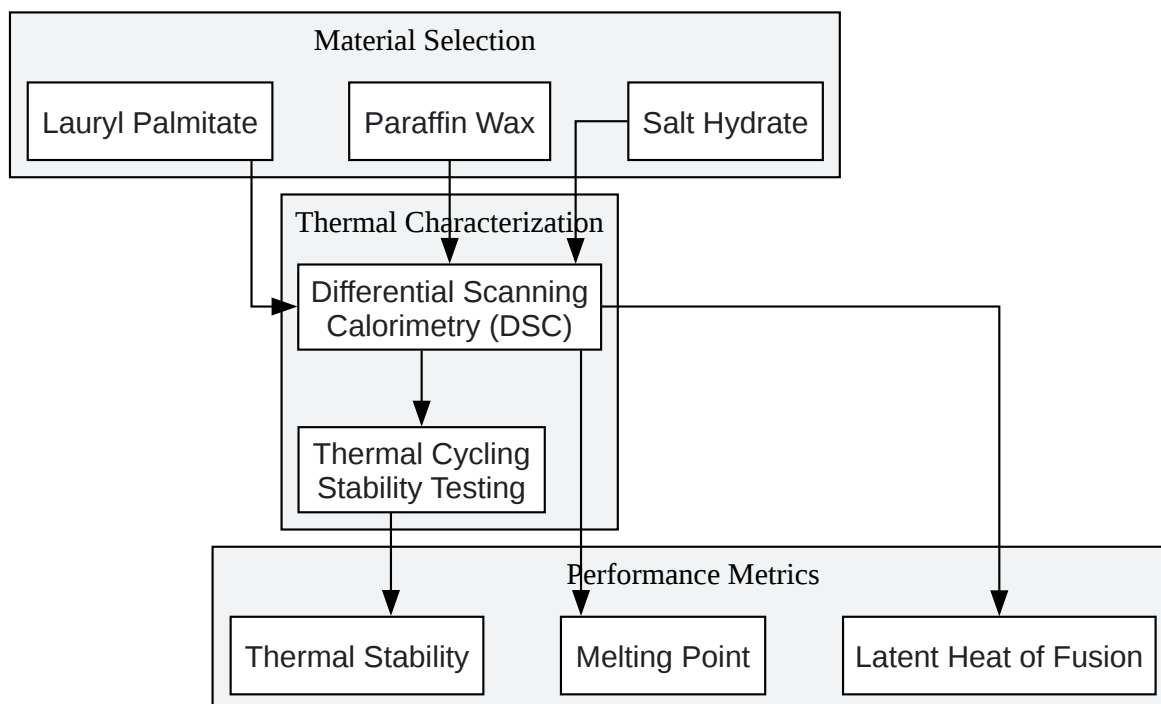 Material Selection
Lauryl Palmitate
Paraffin Wax
Salt Hydrate
Thermal Characterization
Differential Scanning
Calorimetry (DSC)
Thermal Cycling
Stability Testing
Performance Metrics
Thermal Stability
Melting Point
Latent Heat of Fusion